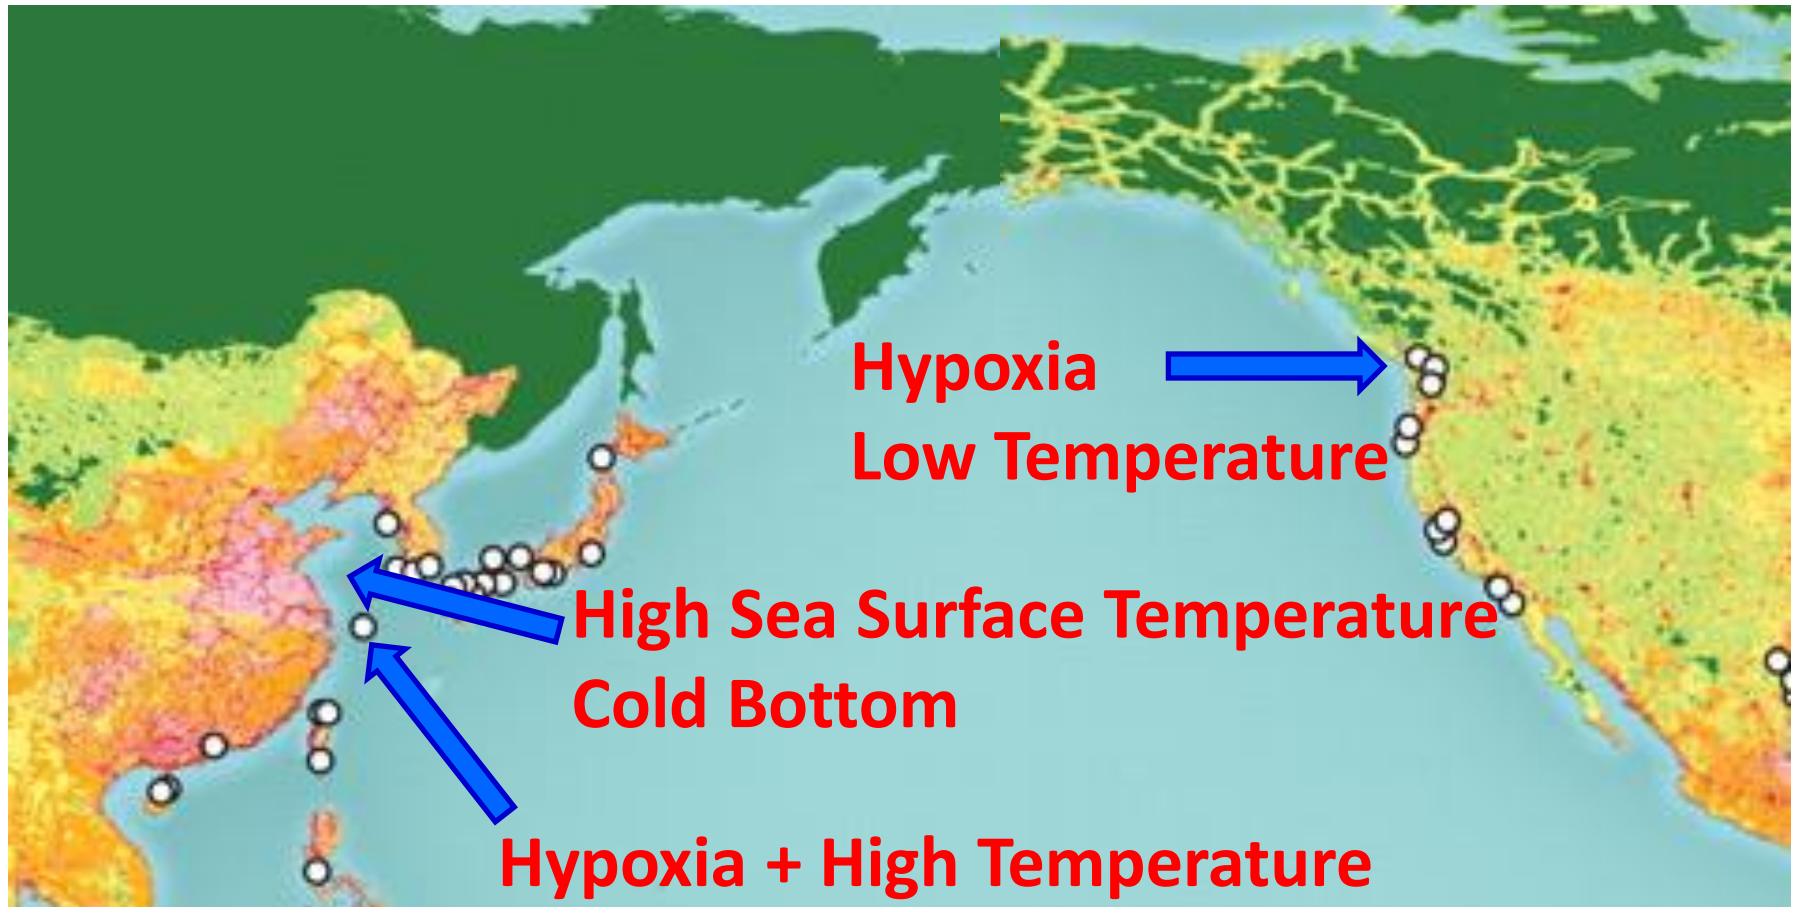 Hypoxia
Low Temperature
High Sea Surface Temperature
Cold Bottom
Hypoxia + High Temperature